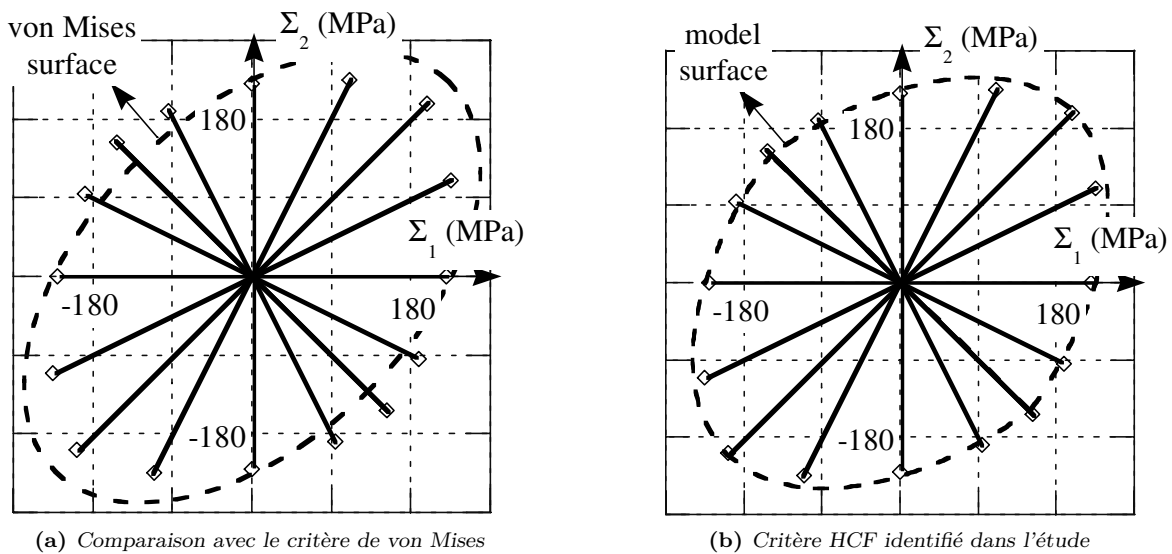 von Mises
surface
Σ₂ (MPa)
180
Σ₁ (MPa)
-180
180
-180
(a) Comparaison avec le critère de von Mises
model
surface
Σ₂ (MPa)
180
Σ₁ (MPa)
-180
180
-180
(b) Critère HCF identifié dans l'étude